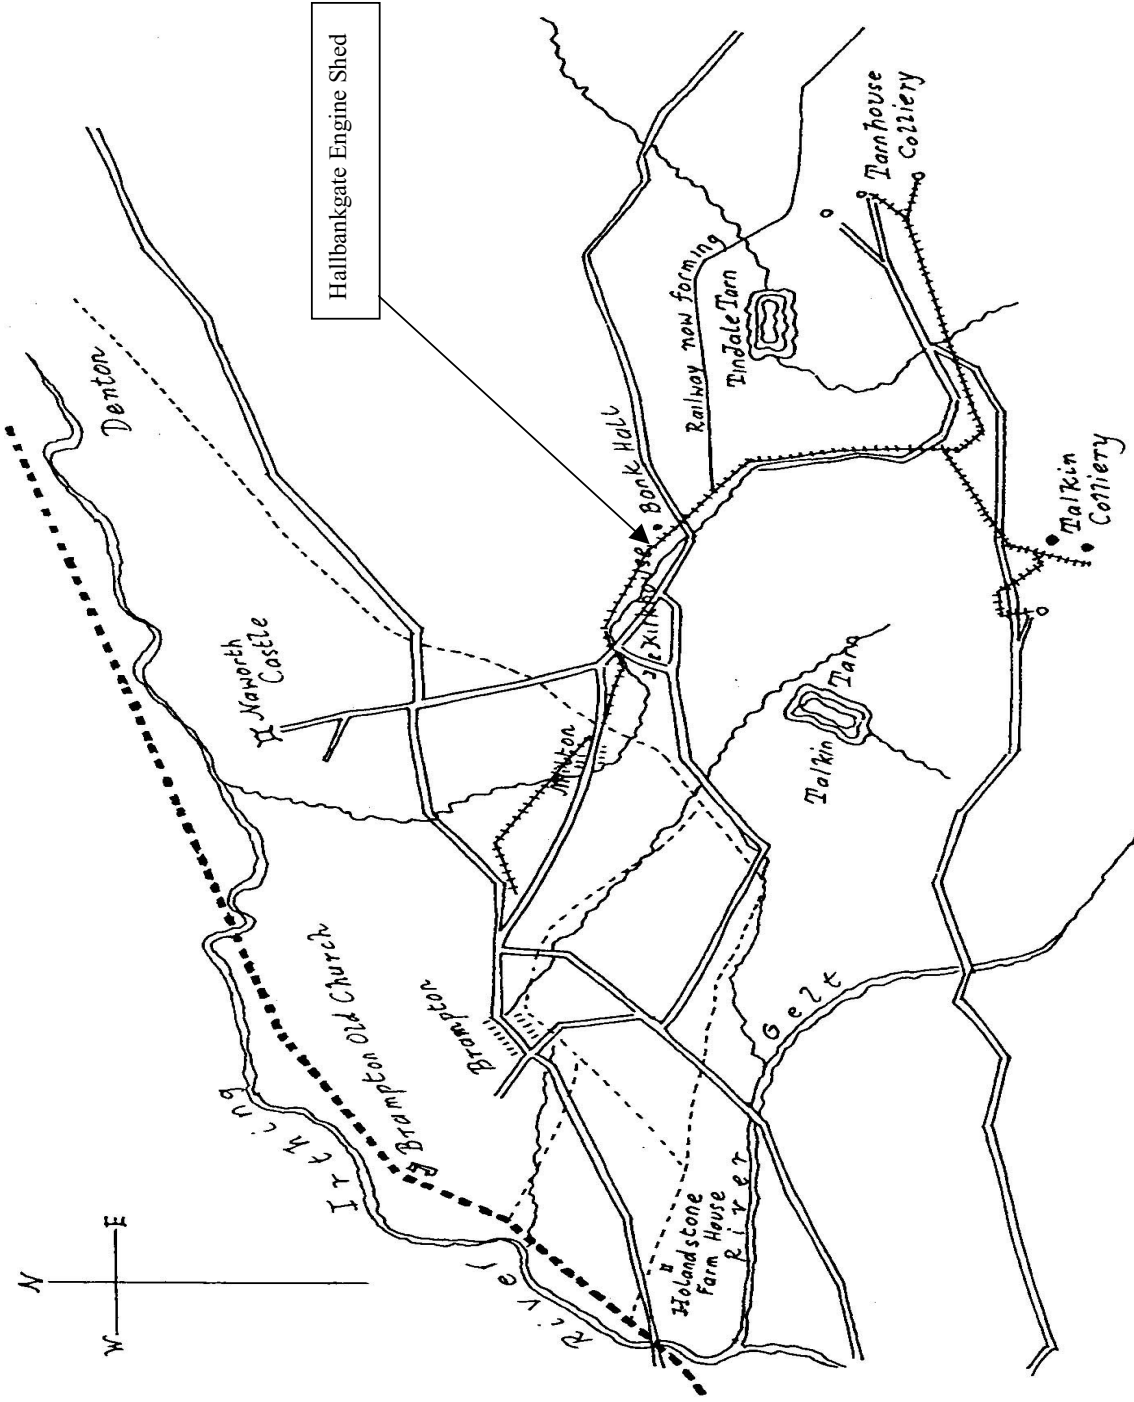 Hallbankgate Engine Shed
N
W
E
Denton
Naworth
Castle
River Irthing
Brampton Old Church
Brampton
Milton
Kirkhouse
Bank Hall
Railway now forming
Tindale Tarn
Tarnhouse
Colliery
Talkin
Colliery
Talkin Tarn
River Gelt
Holandstone
Farm House